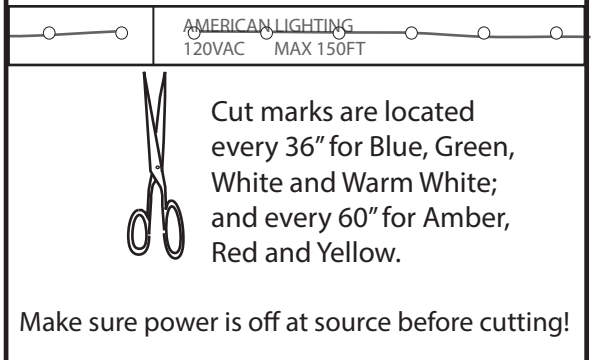 AMERICAN LIGHTING
120VAC MAX 150FT
Cut marks are located
every 36” for Blue, Green,
White and Warm White;
and every 60” for Amber,
Red and Yellow.
Make sure power is off at source before cutting!